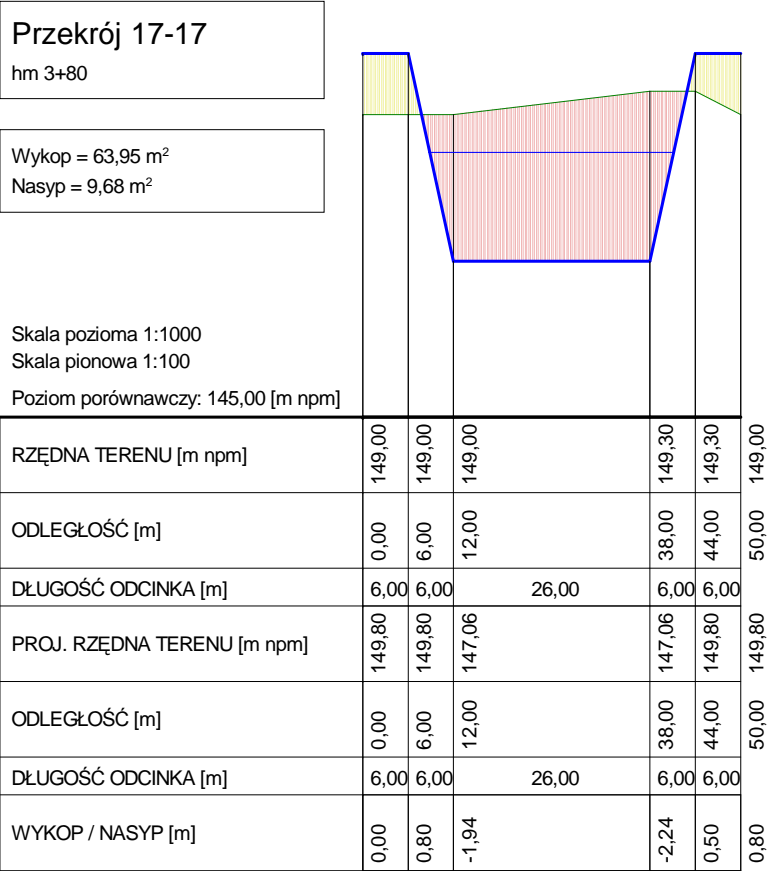 Przekrój 17-17
hm 3+80
Wykop = 63,95 m²
Nasyp = 9,68 m²
Skala pozioma 1:1000
Skala pionowa 1:100
Poziom porównawczy: 145,00 [m npm]
RZĘDNA TERENU [m npm] 149,00 149,00 149,00 149,30 149,30 149,00
ODLEGŁOŚĆ [m] 0,00 6,00 12,00 38,00 44,00 50,00
DŁUGOŚĆ ODCINKA [m] 6,00 6,00 26,00 6,00 6,00
PROJ. RZĘDNA TERENU [m npm] 149,80 149,80 147,06 147,06 149,80 149,80
ODLEGŁOŚĆ [m] 0,00 6,00 12,00 38,00 44,00 50,00
DŁUGOŚĆ ODCINKA [m] 6,00 6,00 26,00 6,00 6,00
WYKOP / NASYP [m] 0,00 0,80 -1,94 -2,24 0,50 0,80